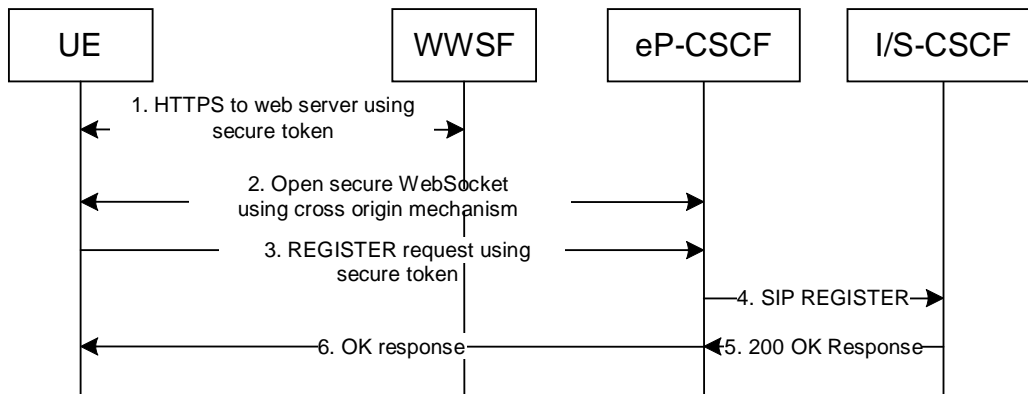 UE
WWSF
eP-CSCF
I/S-CSCF
1. HTTPS to web server using
secure token
2. Open secure WebSocket
using cross origin mechanism
3. REGISTER request using
secure token
4. SIP REGISTER
6. OK response
5. 200 OK Response